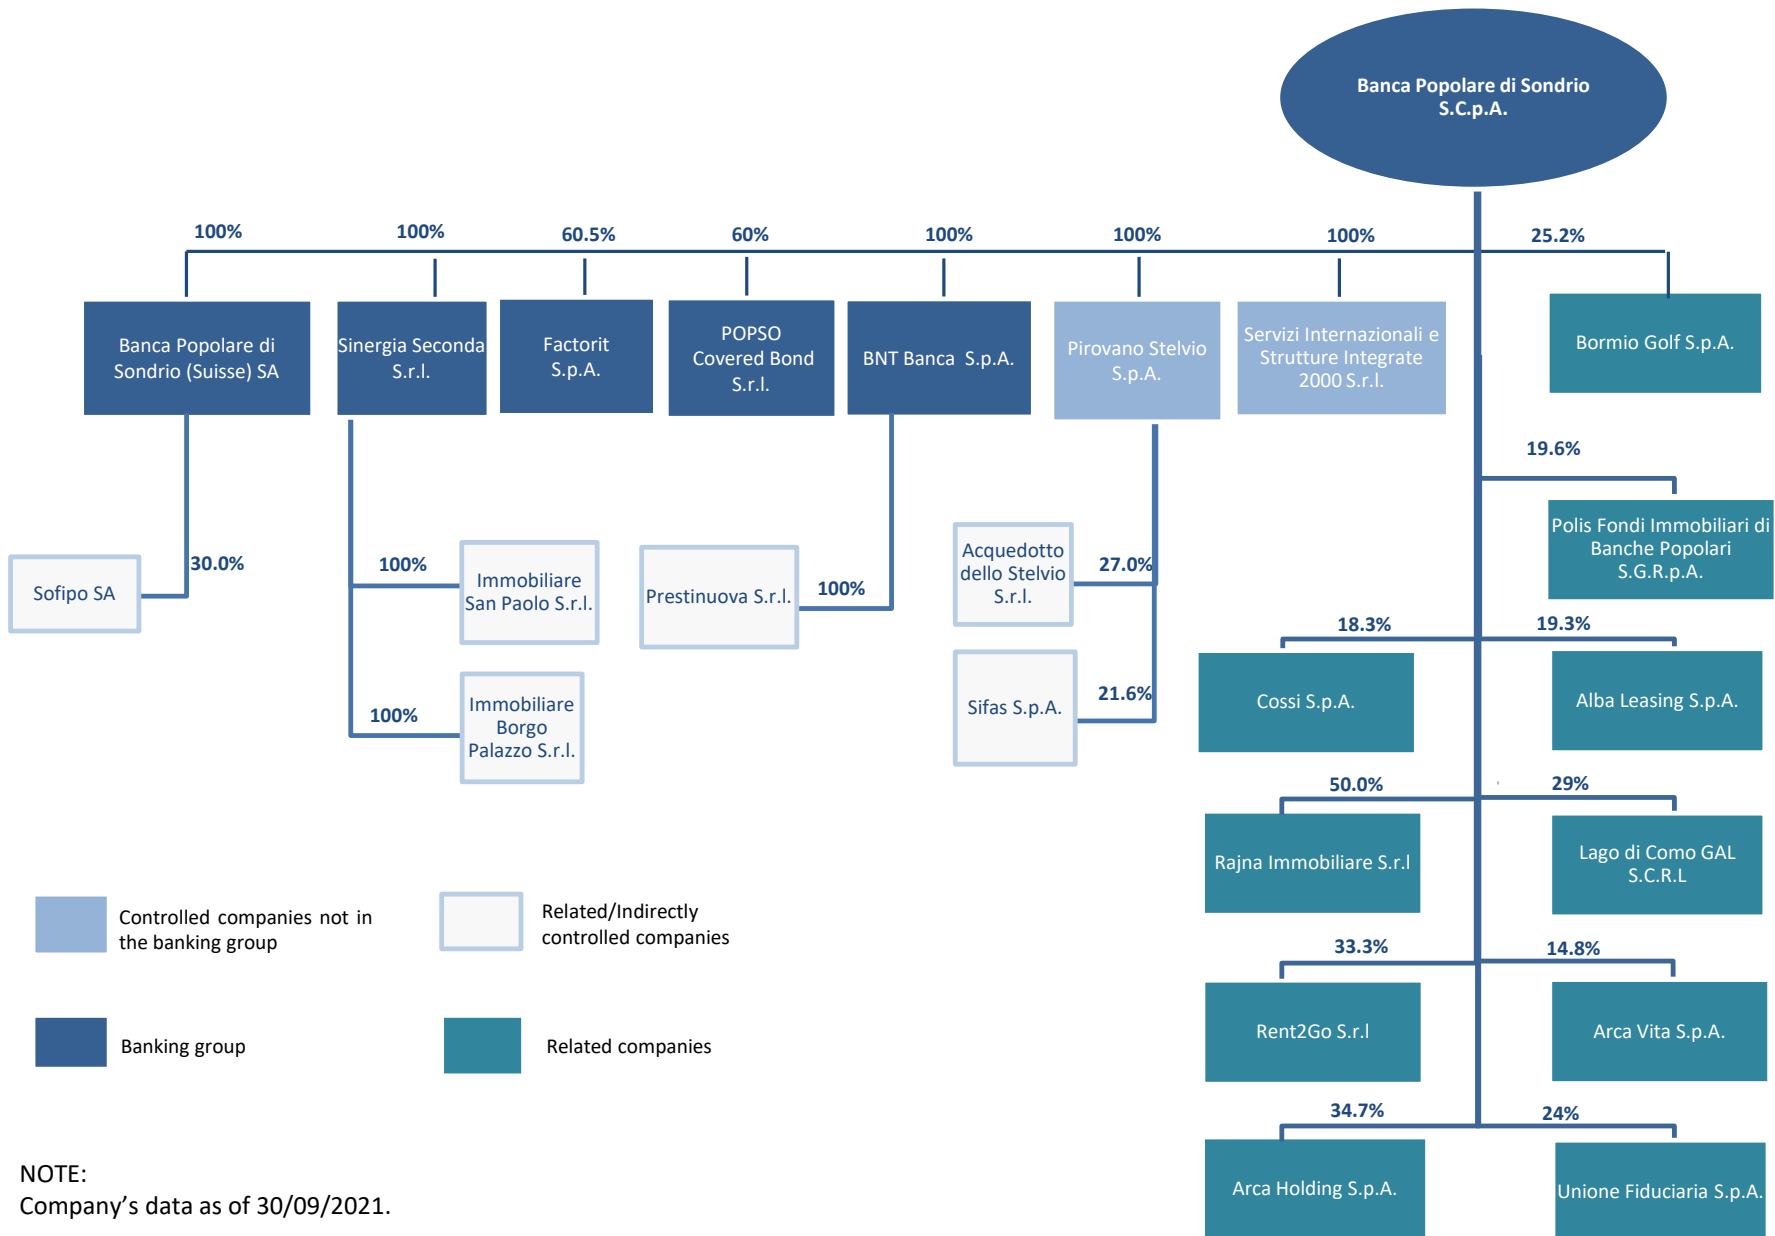 Banca Popolare di Sondrio
S.C.p.A.
100%
100%
60.5%
60%
100%
100%
100%
25.2%
Banca Popolare di
Sondrio (Suisse) SA
Sinergia Seconda
S.r.l.
Factorit
S.p.A.
POPSO
Covered Bond
S.r.l.
BNT Banca S.p.A.
Pirovano Stelvio
S.p.A.
Servizi Internazionali e
Strutture Integrate
2000 S.r.l.
Bormio Golf S.p.A.
19.6%
Polis Fondi Immobiliari di
Banche Popolari
S.G.R.p.A.
30.0%
Sofipo SA
100%
Immobiliare
San Paolo S.r.l.
100%
Immobiliare
Borgo
Palazzo S.r.l.
Prestinuova S.r.l.
100%
Acquedotto
dello Stelvio
S.r.l.
27.0%
Sifas S.p.A.
21.6%
18.3%
19.3%
Cossi S.p.A.
Alba Leasing S.p.A.
50.0%
29%
Rajna Immobiliare S.r.l
Lago di Como GAL
S.C.R.L
33.3%
14.8%
Rent2Go S.r.l
Arca Vita S.p.A.
34.7%
24%
Arca Holding S.p.A.
Unione Fiduciaria S.p.A.
Controlled companies not in
the banking group
Related/Indirectly
controlled companies
Banking group
Related companies
NOTE:
Company’s data as of 30/09/2021.